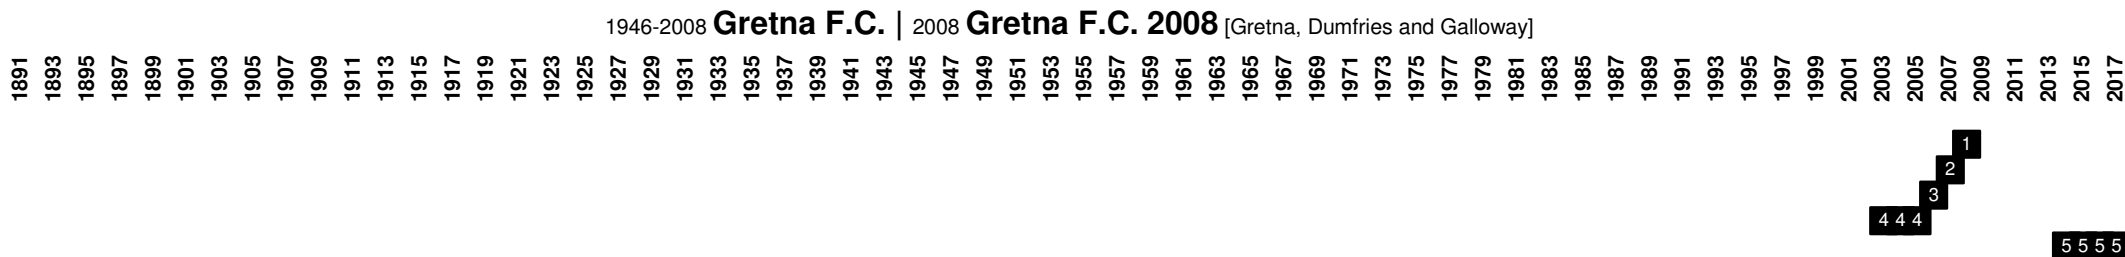 1946-2008 Gretna F.C. | 2008 Gretna F.C. 2008 [Gretna, Dumfries and Galloway]
1891 1893 1895 1897 1899 1901 1903 1905 1907 1909 1911 1913 1915 1917 1919 1921 1923 1925 1927 1929 1931 1933 1935 1937 1939 1941 1943 1945 1947 1949 1951 1953 1955 1957 1959 1961 1963 1965 1967 1969 1971 1973 1975 1977 1979 1981 1983 1985 1987 1989 1991 1993 1995 1997 1999 2001 2003 2005 2007 2009 2011 2013 2015 2017
1
2
3
4 4 4
5 5 5 5